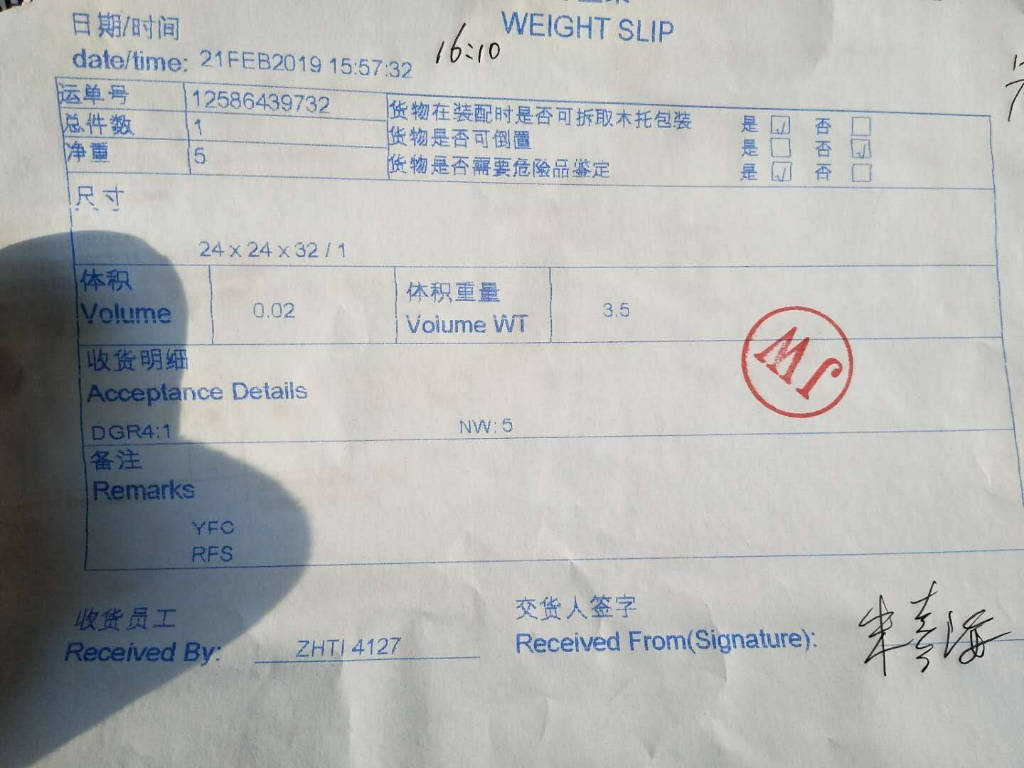 日期/时间
WEIGHT SLIP
date/time: 21FEB2019 15:57:32
16:10
运单号 12586439732 货物在装配时是否可拆取木托包装 是 ☑ 否 ☐
总件数 1 货物是否可倒置 是 ☐ 否 ☑
净重 5 货物是否需要危险品鉴定 是 ☑ 否 ☐
尺寸
24 x 24 x 32 / 1
体积 体积重量
Volume 0.02 Volume WT 3.5
JW
收货明细
Acceptance Details
DGR4:1 NW: 5
备注
Remarks
YFC
RFS
收货员工 交货人签字
Received By: ZHTI 4127 Received From(Signature):